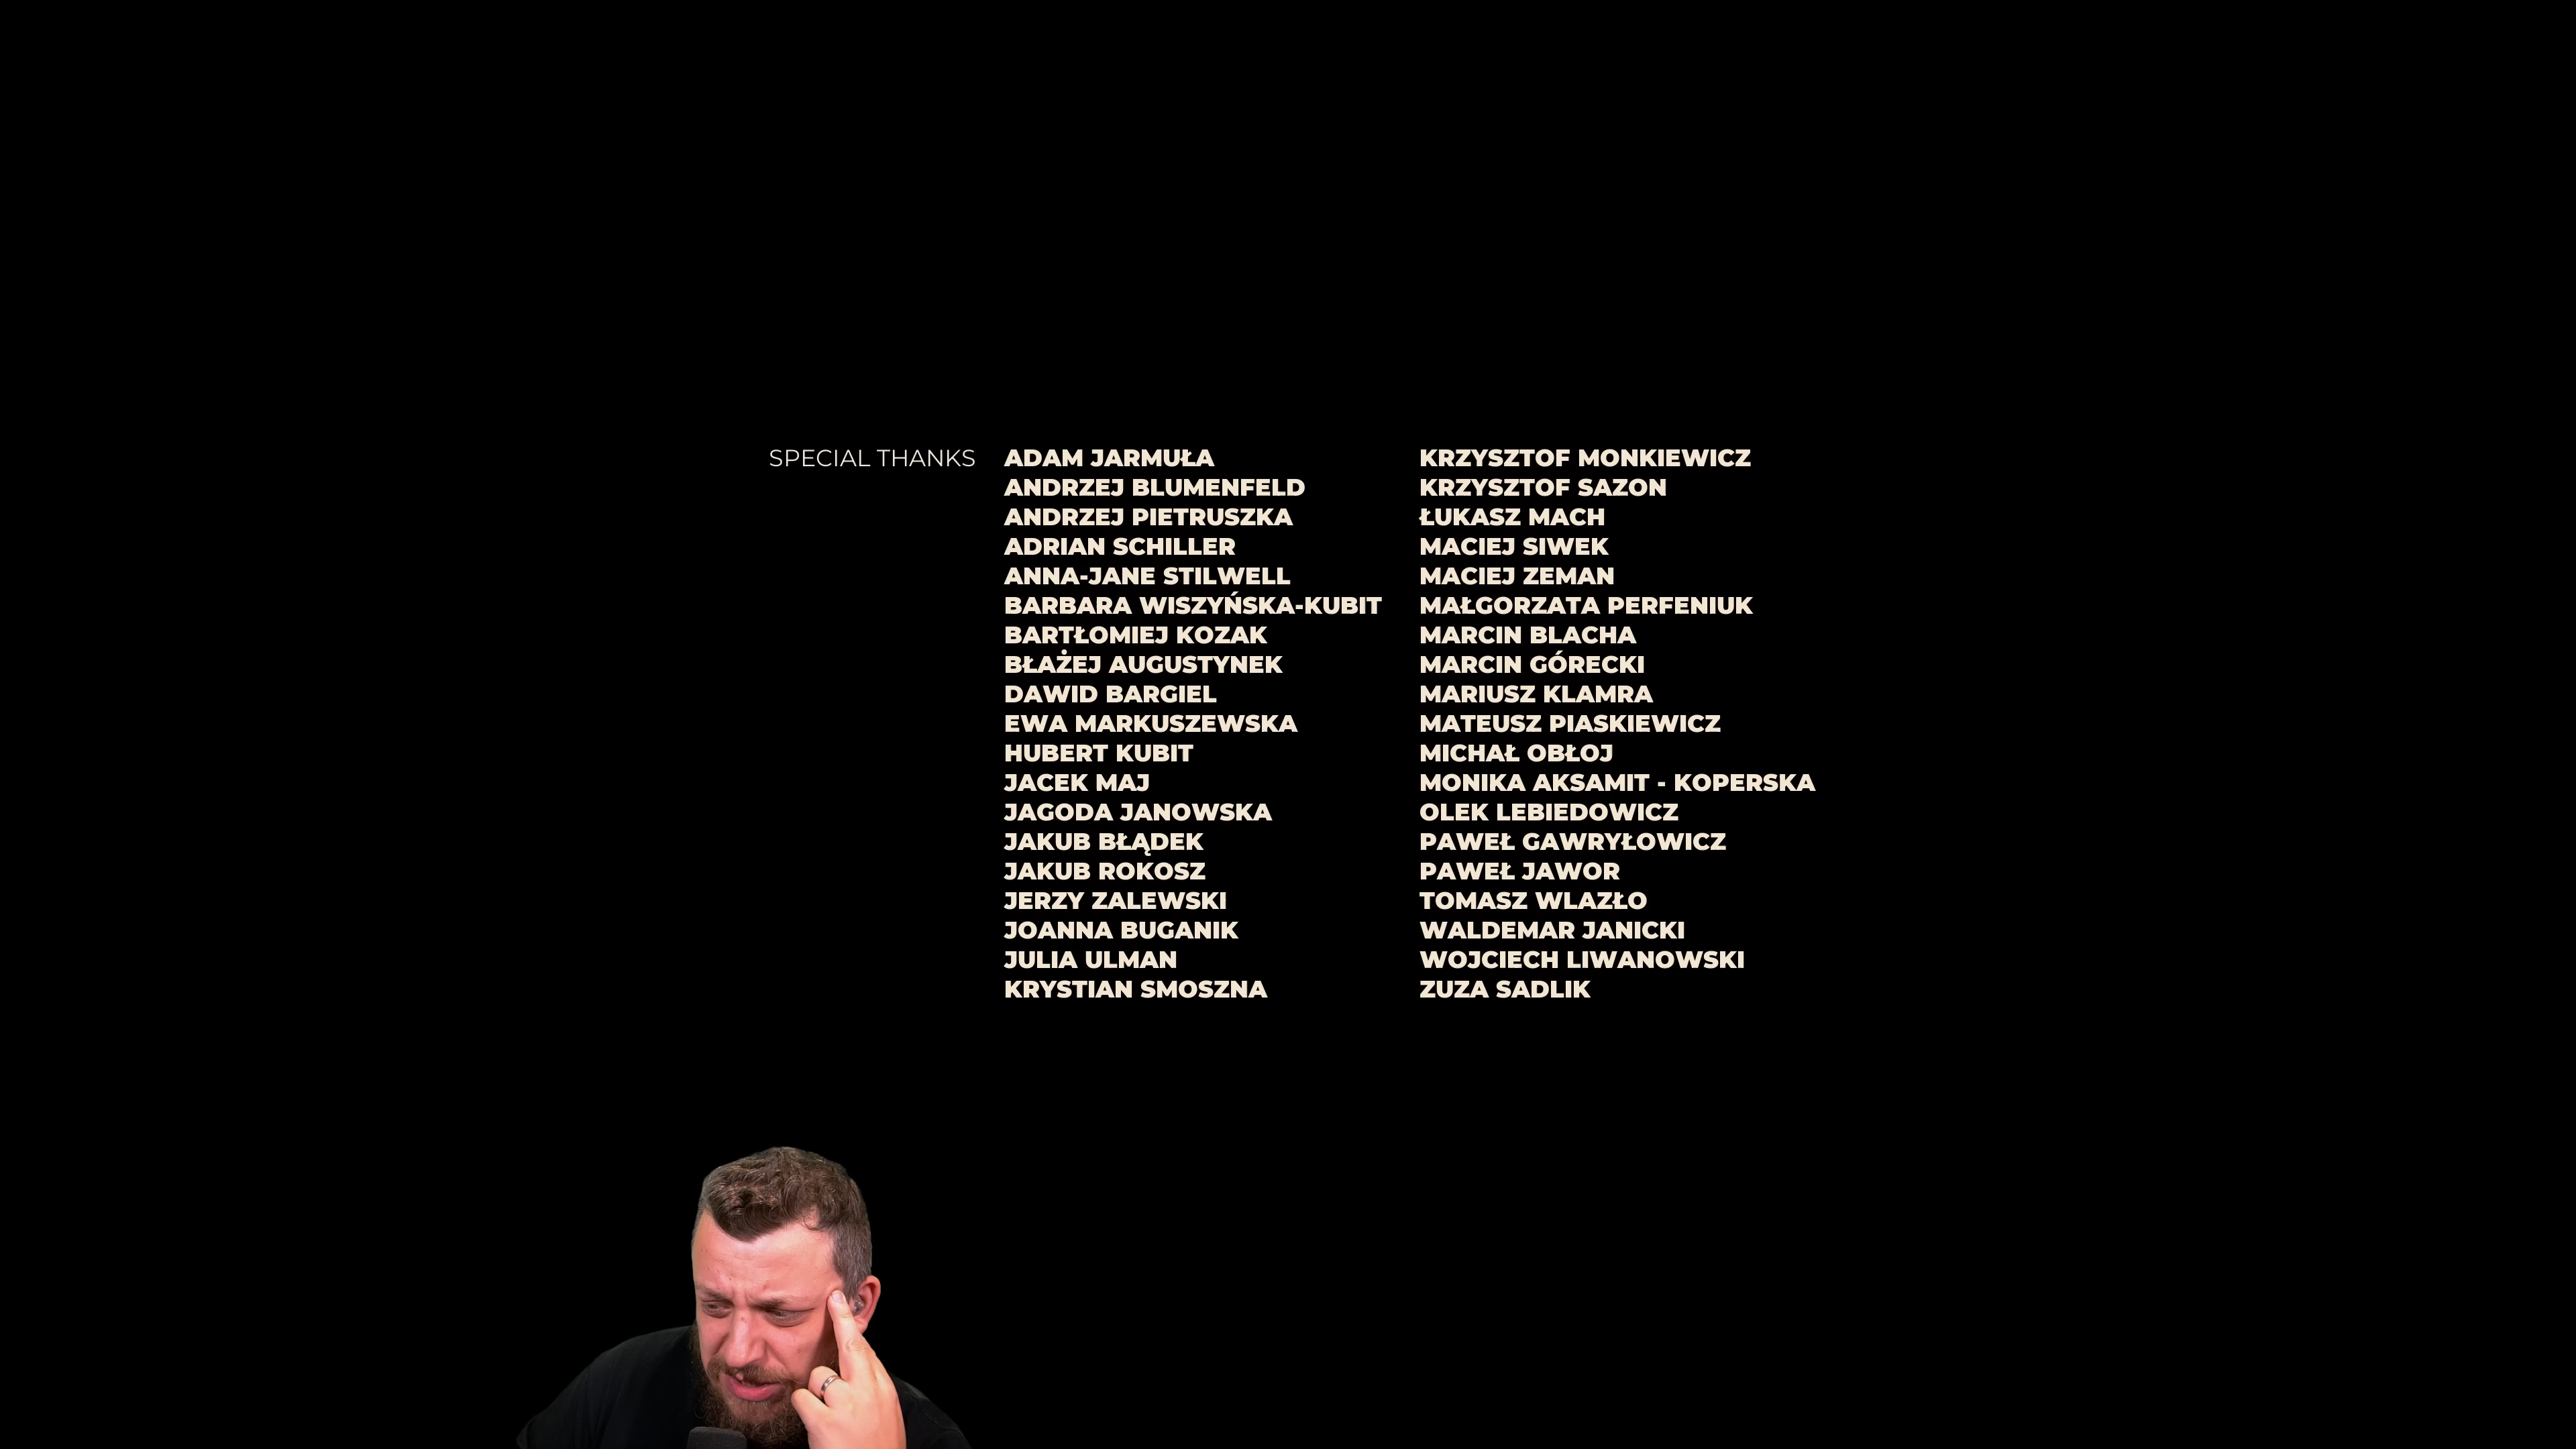 SPECIAL THANKS
ADAM JARMUŁA
ANDRZEJ BLUMENFELD
ANDRZEJ PIETRUSZKA
ADRIAN SCHILLER
ANNA-JANE STILWELL
BARBARA WISZYŃSKA-KUBIT
BARTŁOMIEJ KOZAK
BŁAŻEJ AUGUSTYNEK
DAWID BARGIEL
EWA MARKUSZEWSKA
HUBERT KUBIT
JACEK MAJ
JAGODA JANOWSKA
JAKUB BŁĄDEK
JAKUB ROKOSZ
JERZY ZALEWSKI
JOANNA BUGANIK
JULIA ULMAN
KRYSTIAN SMOSZNA
KRZYSZTOF MONKIEWICZ
KRZYSZTOF SAZON
ŁUKASZ MACH
MACIEJ SIWEK
MACIEJ ZEMAN
MAŁGORZATA PERFENIUK
MARCIN BLACHA
MARCIN GÓRECKI
MARIUSZ KLAMRA
MATEUSZ PIASKIEWICZ
MICHAŁ OBŁOJ
MONIKA AKSAMIT - KOPERSKA
OLEK LEBIEDOWICZ
PAWEŁ GAWRYŁOWICZ
PAWEŁ JAWOR
TOMASZ WLAZŁO
WALDEMAR JANICKI
WOJCIECH LIWANOWSKI
ZUZA SADLIK